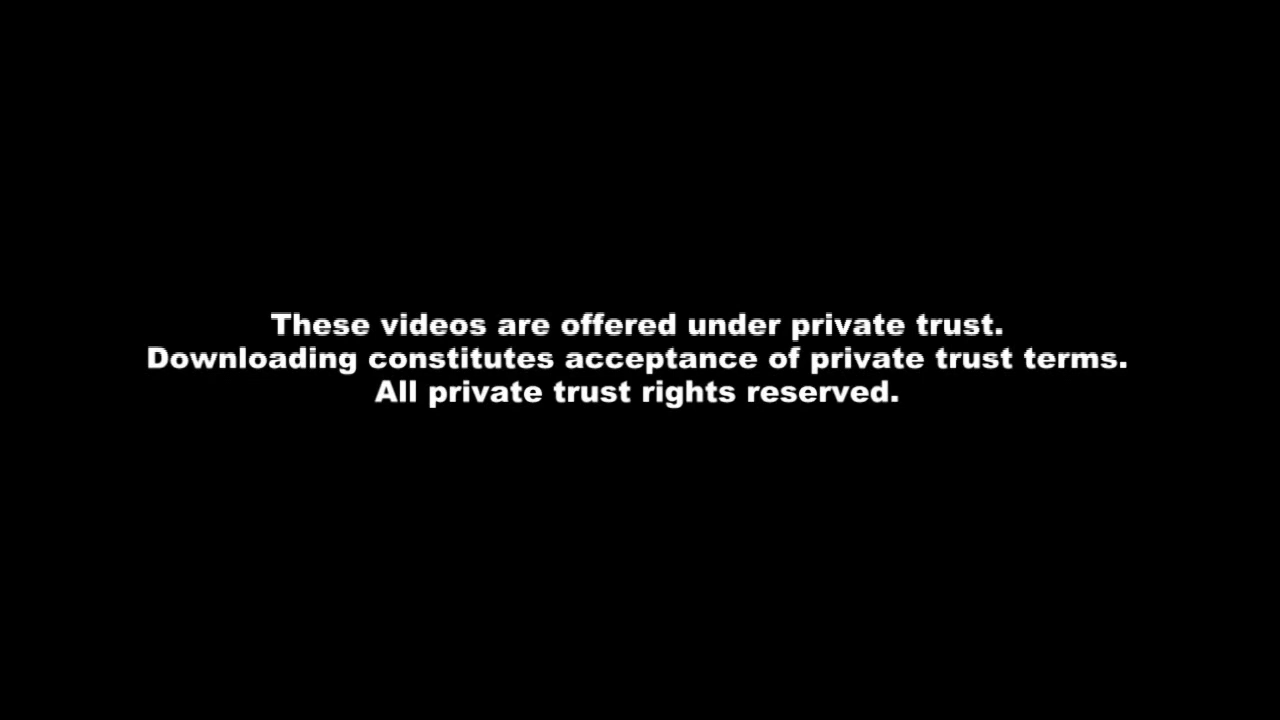 These videos are offered under private trust.
Downloading constitutes acceptance of private trust terms.
All private trust rights reserved.